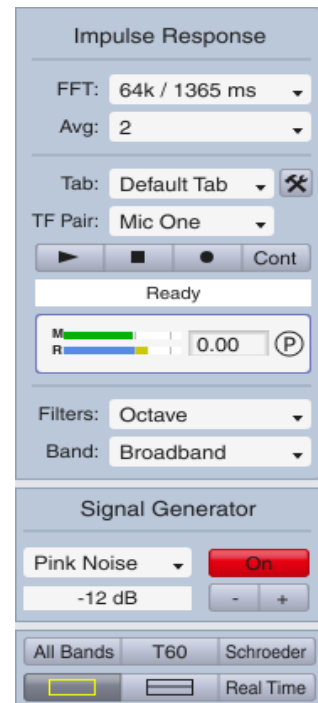 Impulse Response
FFT: 64k / 1365 ms
Avg: 2
Tab: Default Tab
TF Pair: Mic One
Cont
Ready
M
R 0.00 P
Filters: Octave
Band: Broadband
Signal Generator
Pink Noise On
-12 dB - +
All Bands T60 Schroeder
Real Time